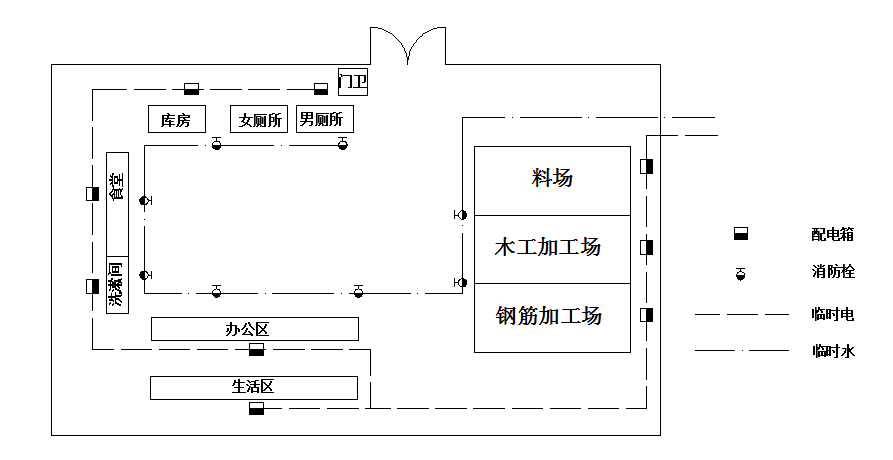 门卫
库房
女厕所
男厕所
食堂
洗漱间
料场
木工加工场
钢筋加工场
办公区
生活区
配电箱
消防栓
临时电
临时水